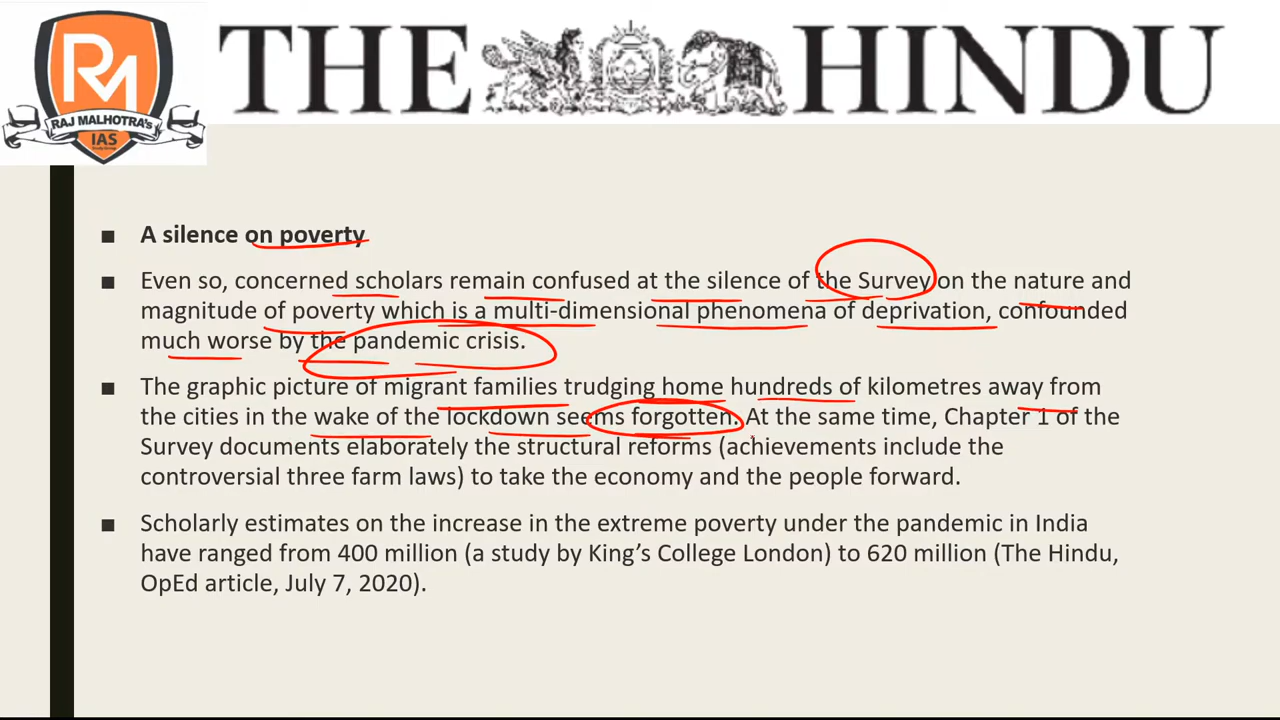 RM
RAJ MALHOTRA'S
IAS
THE HINDU
A silence on poverty
Even so, concerned scholars remain confused at the silence of the Survey on the nature and
magnitude of poverty which is a multi-dimensional phenomena of deprivation, confounded
much worse by the pandemic crisis.
The graphic picture of migrant families trudging home hundreds of kilometres away from
the cities in the wake of the lockdown seems forgotten. At the same time, Chapter 1 of the
Survey documents elaborately the structural reforms (achievements include the
controversial three farm laws) to take the economy and the people forward.
Scholarly estimates on the increase in the extreme poverty under the pandemic in India
have ranged from 400 million (a study by King's College London) to 620 million (The Hindu,
OpEd article, July 7, 2020).